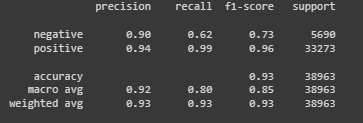 precision recall f1-score support
negative 0.90 0.62 0.73 5690
positive 0.94 0.99 0.96 33273
accuracy 0.93 38963
macro avg 0.92 0.80 0.85 38963
weighted avg 0.93 0.93 0.93 38963